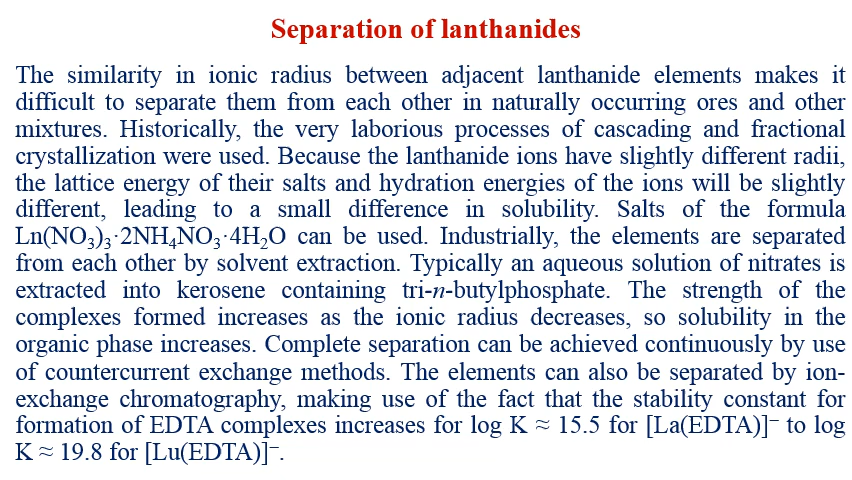 Separation of lanthanides
The similarity in ionic radius between adjacent lanthanide elements makes it
difficult to separate them from each other in naturally occurring ores and other
mixtures. Historically, the very laborious processes of cascading and fractional
crystallization were used. Because the lanthanide ions have slightly different radii,
the lattice energy of their salts and hydration energies of the ions will be slightly
different, leading to a small difference in solubility. Salts of the formula
Ln(NO₃)₃·2NH₄NO₃·4H₂O can be used. Industrially, the elements are separated
from each other by solvent extraction. Typically an aqueous solution of nitrates is
extracted into kerosene containing tri-n-butylphosphate. The strength of the
complexes formed increases as the ionic radius decreases, so solubility in the
organic phase increases. Complete separation can be achieved continuously by use
of countercurrent exchange methods. The elements can also be separated by ion-
exchange chromatography, making use of the fact that the stability constant for
formation of EDTA complexes increases for log K ≈ 15.5 for [La(EDTA)]⁻ to log
K ≈ 19.8 for [Lu(EDTA)]⁻.